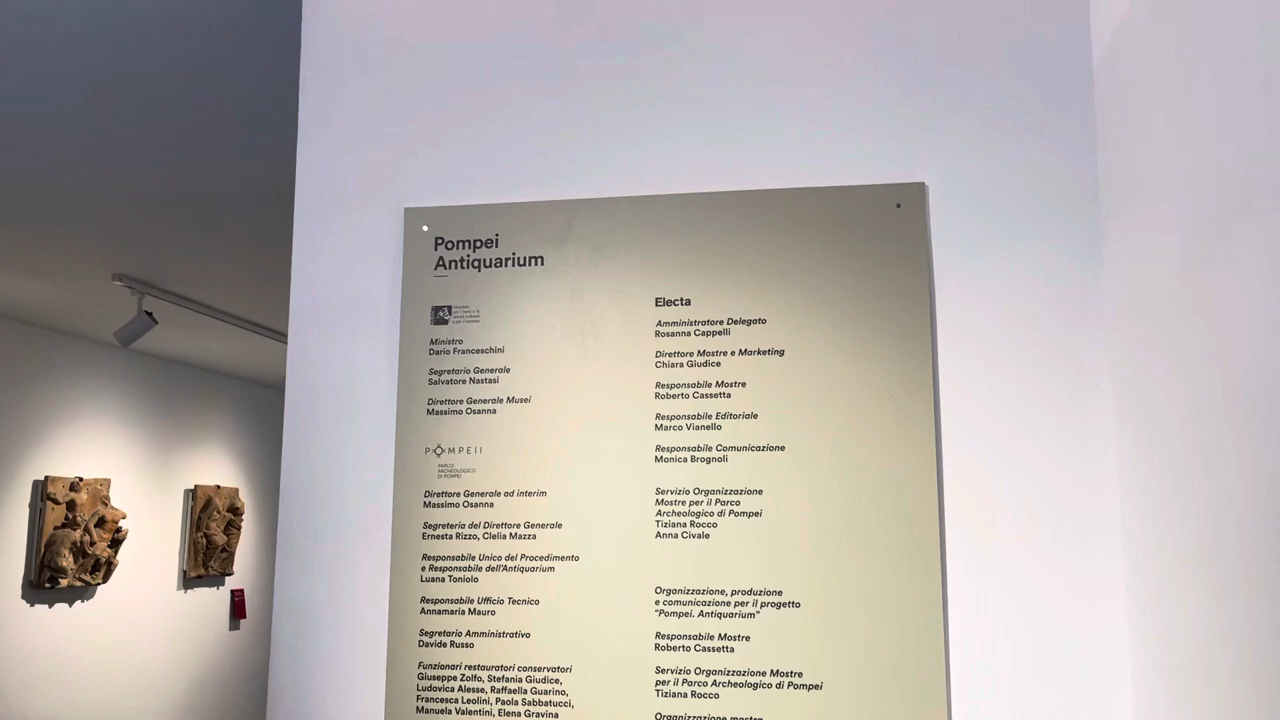 Pompei
Antiquarium
Ministro
Dario Franceschini
Segretario Generale
Salvatore Nastasi
Direttore Generale Musei
Massimo Osanna
POMPEII
PARCO
ARCHEOLOGICO
DI POMPEI
Direttore Generale ad interim
Massimo Osanna
Segreteria del Direttore Generale
Ernesta Rizzo, Clelia Mazza
Responsabile Unico del Procedimento
e Responsabile dell'Antiquarium
Luana Toniolo
Responsabile Ufficio Tecnico
Annamaria Mauro
Segretario Amministrativo
Davide Russo
Funzionari restauratori conservatori
Giuseppe Zolfo, Stefania Giudice,
Ludovica Alesse, Raffaella Guarino,
Francesca Leolini, Paola Sabbatucci,
Manuela Valentini, Elena Gravina
Electa
Amministratore Delegato
Rosanna Cappelli
Direttore Mostre e Marketing
Chiara Giudice
Responsabile Mostre
Roberto Cassetta
Responsabile Editoriale
Marco Vianello
Responsabile Comunicazione
Monica Brognoli
Servizio Organizzazione
Mostre per il Parco
Archeologico di Pompei
Tiziana Rocco
Anna Civale
Organizzazione, produzione
e comunicazione per il progetto
"Pompei. Antiquarium"
Responsabile Mostre
Roberto Cassetta
Servizio Organizzazione Mostre
per il Parco Archeologico di Pompei
Tiziana Rocco
Organizzazione mostra